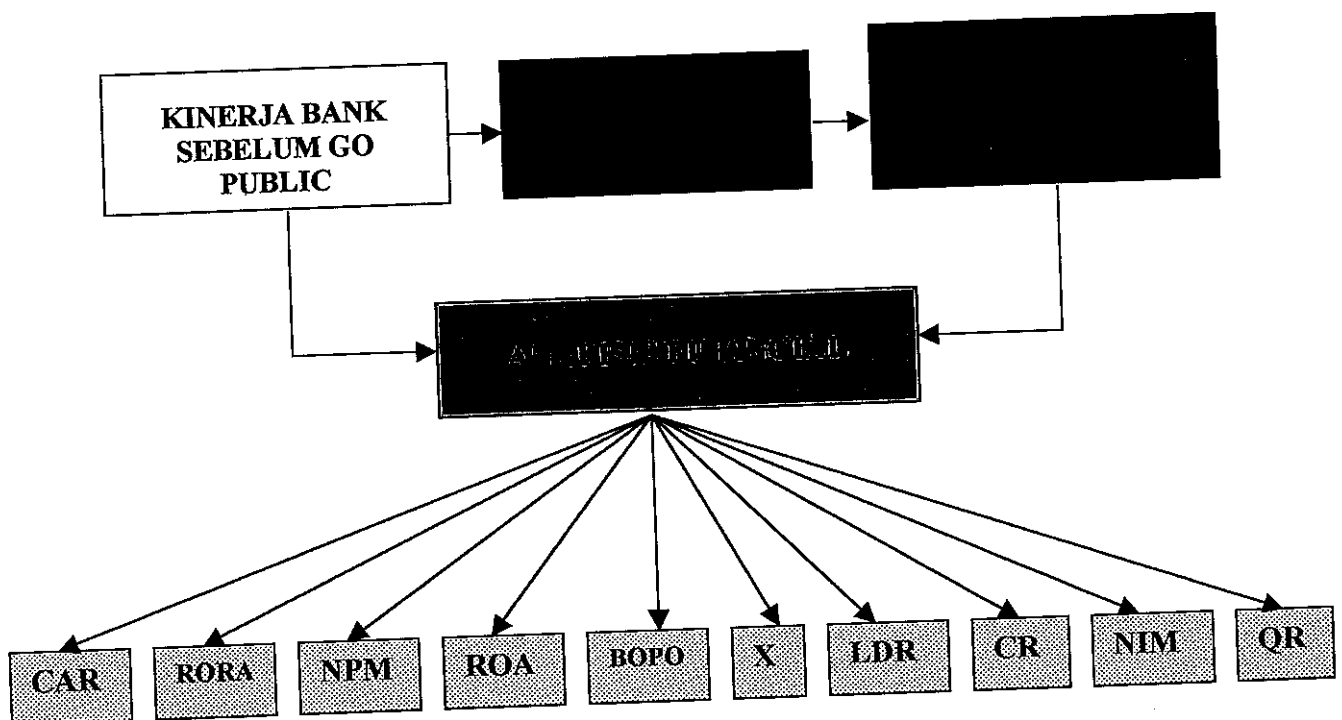 KINERJA BANK
SEBELUM GO
PUBLIC
CAR
RORA
NPM
ROA
BOPO
X
LDR
CR
NIM
QR